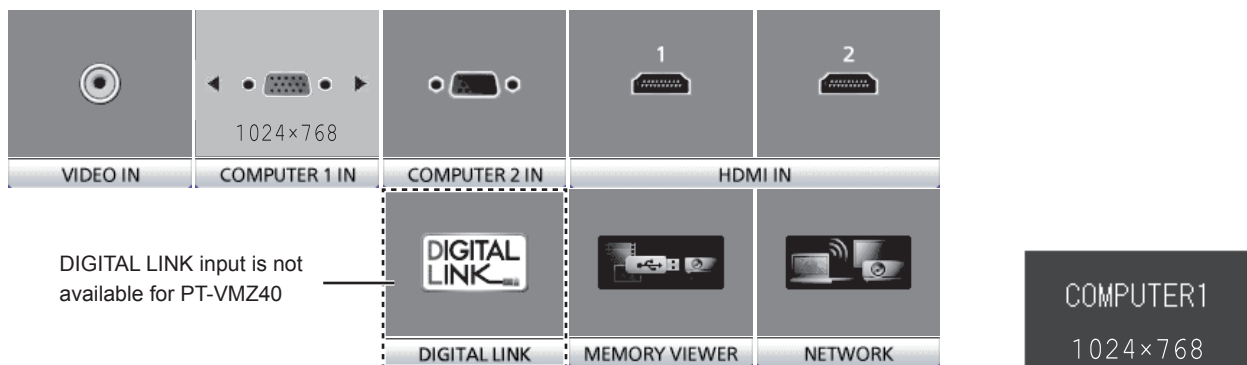 1
2
1024×768
VIDEO IN
COMPUTER 1 IN
COMPUTER 2 IN
HDMI IN
DIGITAL LINK input is not
available for PT-VMZ40
DIGITAL
LINK
DIGITAL LINK
MEMORY VIEWER
NETWORK
COMPUTER1
1024×768